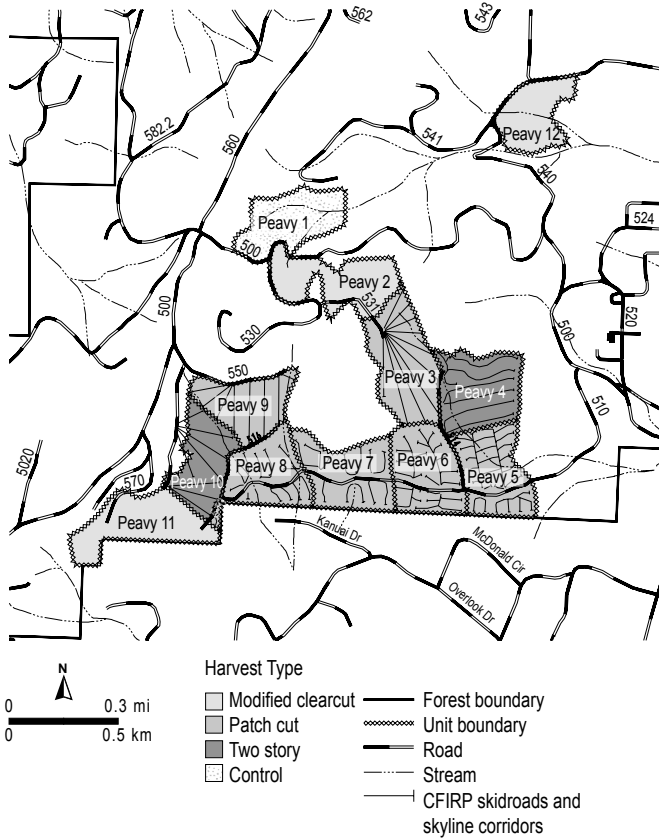 562
543
582.2
560
541
Peavy 12
540
524
Peavy 1
500
Peavy 2
500
531
530
520
500
550
Peavy 3
Peavy 4
510
Peavy 9
5020
Peavy 8
Peavy 7
Peavy 6
Peavy 5
570
Peavy 10
Peavy 11
Kanuai Dr
McDonald Cir
Overlook Dr
N
0 0.3 mi
0 0.5 km
Harvest Type
Modified clearcut
Patch cut
Two story
Control
Forest boundary
Unit boundary
Road
Stream
CFIRP skidroads and
skyline corridors